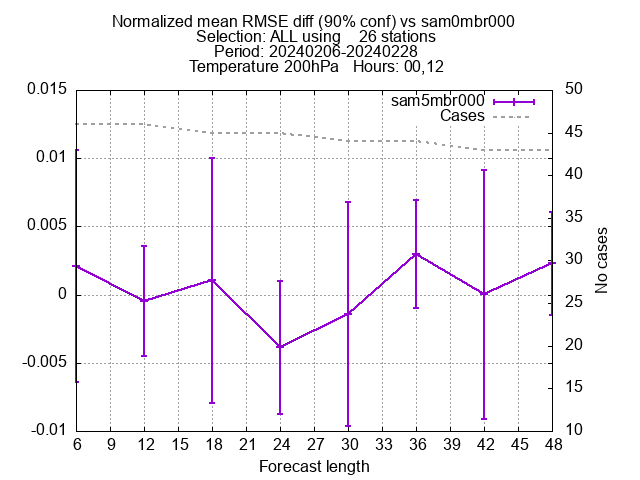 Normalized mean RMSE diff (90% conf) vs sam0mbr000
Selection: ALL using    26 stations
Period: 20240206-20240228
Temperature 200hPa   Hours: 00,12
sam5mbr000
Cases
0.015
0.01
0.005
0
-0.005
-0.01
50
45
40
35
30
25
20
15
10
No cases
6 9 12 15 18 21 24 27 30 33 36 39 42 45 48
Forecast length